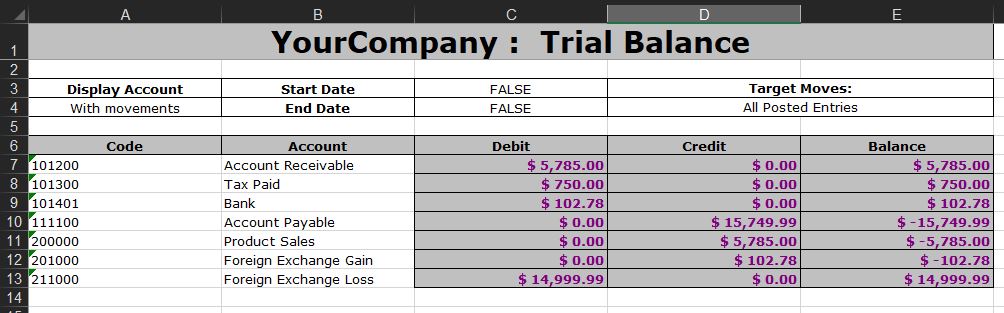 A B C D E
1 YourCompany : Trial Balance
2
3 Display Account Start Date FALSE Target Moves:
4 With movements End Date FALSE All Posted Entries
5
6 Code Account Debit Credit Balance
7 101200 Account Receivable $ 5,785.00 $ 0.00 $ 5,785.00
8 101300 Tax Paid $ 750.00 $ 0.00 $ 750.00
9 101401 Bank $ 102.78 $ 0.00 $ 102.78
10 111100 Account Payable $ 0.00 $ 15,749.99 $ -15,749.99
11 200000 Product Sales $ 0.00 $ 5,785.00 $ -5,785.00
12 201000 Foreign Exchange Gain $ 0.00 $ 102.78 $ -102.78
13 211000 Foreign Exchange Loss $ 14,999.99 $ 0.00 $ 14,999.99
14